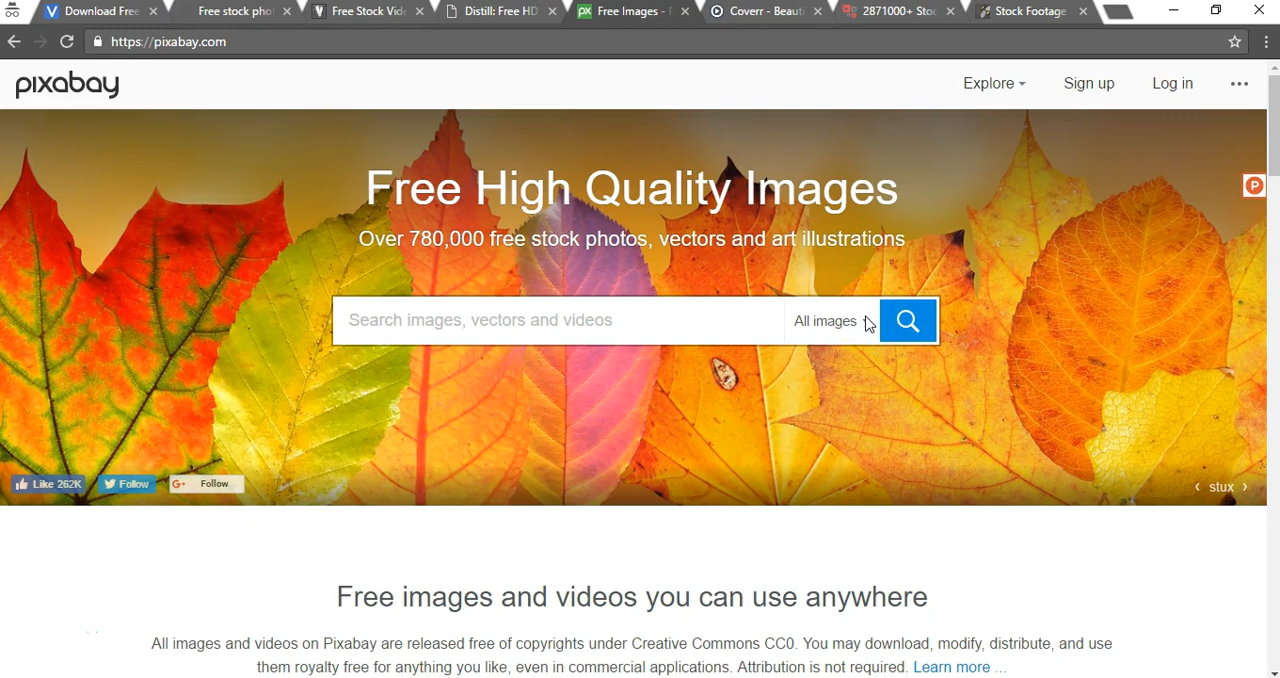 Download Free
Free stock phot
Free Stock Vid
Distill: Free HD
Free Images - F
Coverr - Beauti
2871000+ Stoc
Stock Footage
https://pixabay.com
pixabay
Explore
Sign up
Log in
Free High Quality Images
Over 780,000 free stock photos, vectors and art illustrations
Search images, vectors and videos
All images
Like 262K
Follow
G+ Follow
‹ stux ›
Free images and videos you can use anywhere
All images and videos on Pixabay are released free of copyrights under Creative Commons CC0. You may download, modify, distribute, and use
them royalty free for anything you like, even in commercial applications. Attribution is not required. Learn more ...